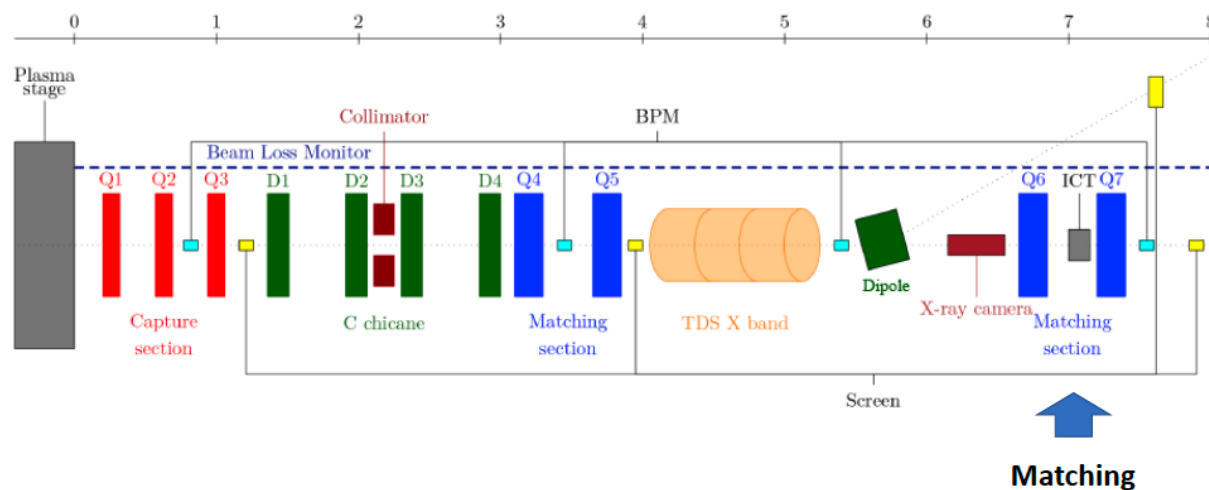 0 1 2 3 4 5 6 7 8
Plasma
stage
Collimator
BPM
Beam Loss Monitor
Q1 Q2 Q3 D1 D2 D3 D4 Q4 Q5 Q6 ICT Q7
Dipole
X-ray camera
Capture
section
C chicane
Matching
section
TDS X band
Matching
section
Screen
Matching